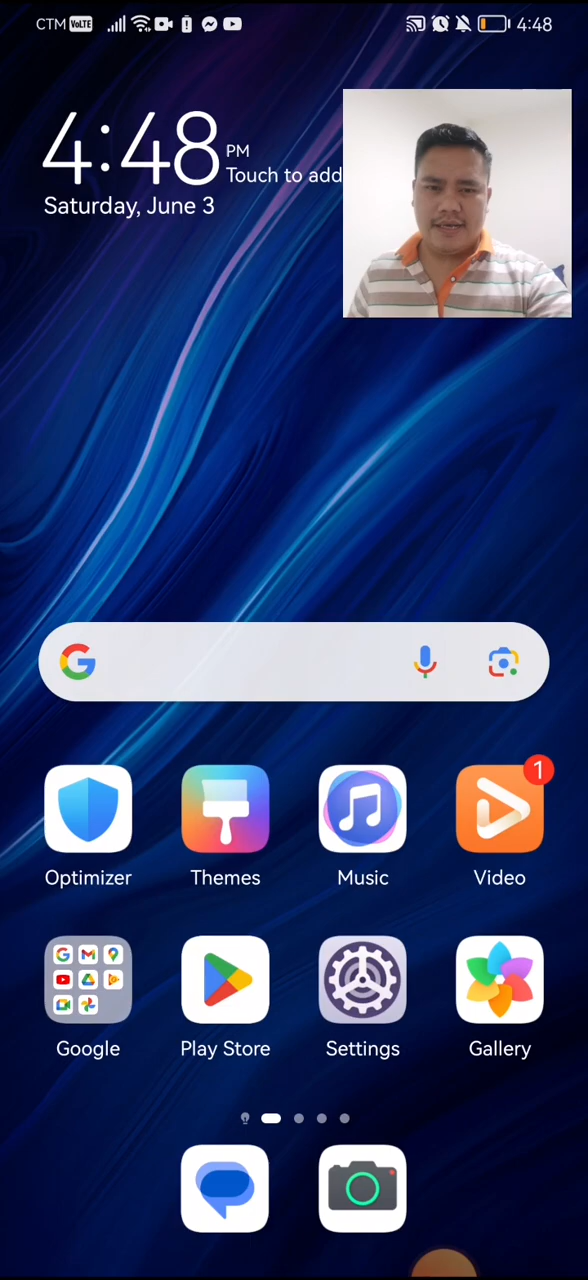 CTM VoLTE 4:48
4:48 PM
Touch to add
Saturday, June 3
1
Optimizer Themes Music Video
Google Play Store Settings Gallery